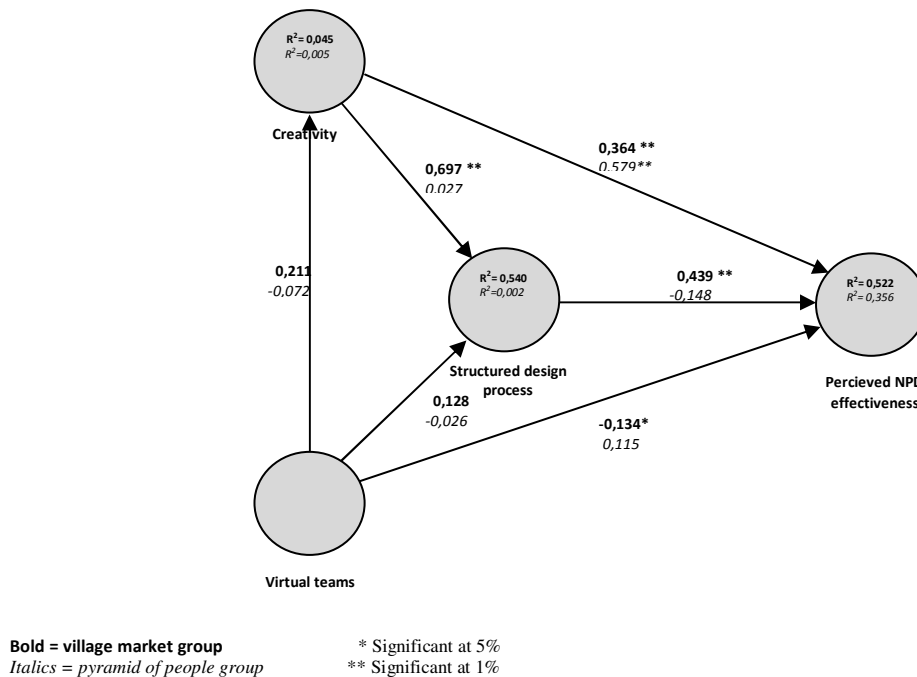 R²= 0,045
R²=0,005
Creativity
0,364 **
0,579**
0,697 **
0,027
0,211
-0,072
R²= 0,540
R²=0,002
0,439 **
-0,148
R²= 0,522
R²= 0,356
Structured design
process
Percieved NPD
effectiveness
0,128
-0,026
-0,134*
0,115
Virtual teams
Bold = village market group
* Significant at 5%
Italics = pyramid of people group
** Significant at 1%